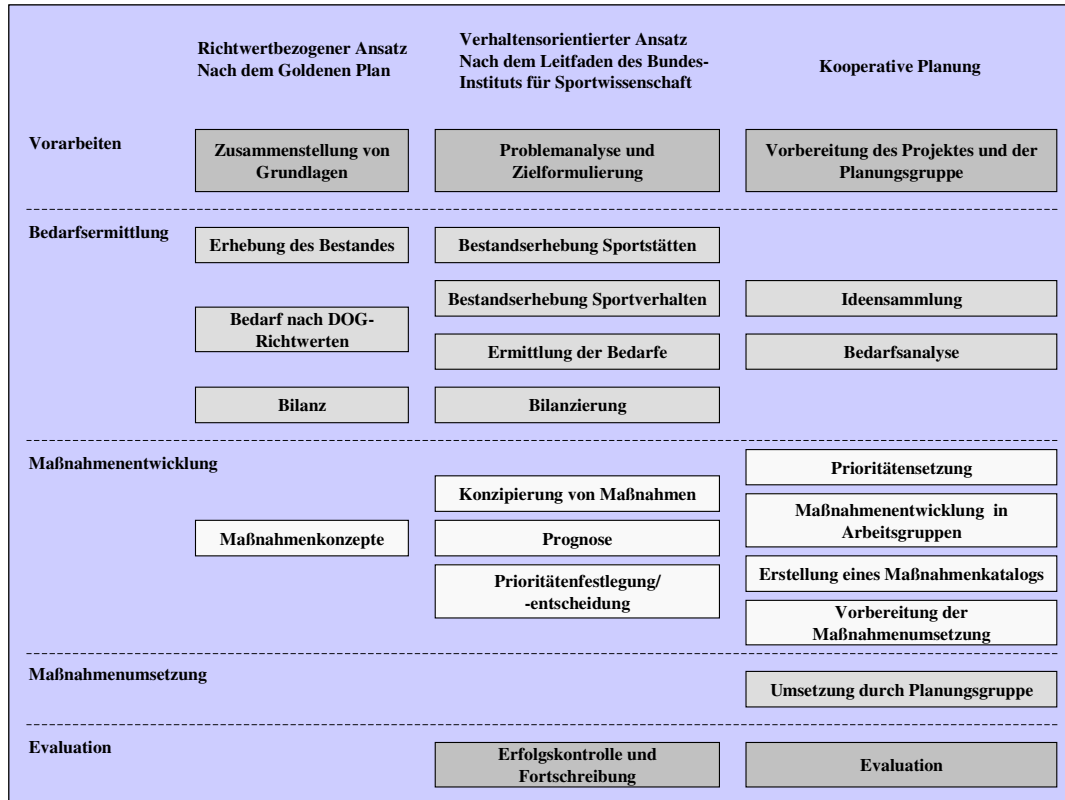 Richtwertbezogener Ansatz
Nach dem Goldenen Plan
Verhaltensorientierter Ansatz
Nach dem Leitfaden des Bundes-
Instituts für Sportwissenschaft
Kooperative Planung
Vorarbeiten
Zusammenstellung von
Grundlagen
Problemanalyse und
Zielformulierung
Vorbereitung des Projektes und der
Planungsgruppe
Bedarfsermittlung
Erhebung des Bestandes
Bestandserhebung Sportstätten
Bestandserhebung Sportverhalten
Ideensammlung
Bedarf nach DOG-
Richtwerten
Ermittlung der Bedarfe
Bedarfsanalyse
Bilanz
Bilanzierung
Maßnahmenentwicklung
Prioritätensetzung
Konzipierung von Maßnahmen
Maßnahmenentwicklung in
Arbeitsgruppen
Maßnahmenkonzepte
Prognose
Erstellung eines Maßnahmenkatalogs
Prioritätenfestlegung/
-entscheidung
Vorbereitung der
Maßnahmenumsetzung
Maßnahmenumsetzung
Umsetzung durch Planungsgruppe
Evaluation
Erfolgskontrolle und
Fortschreibung
Evaluation